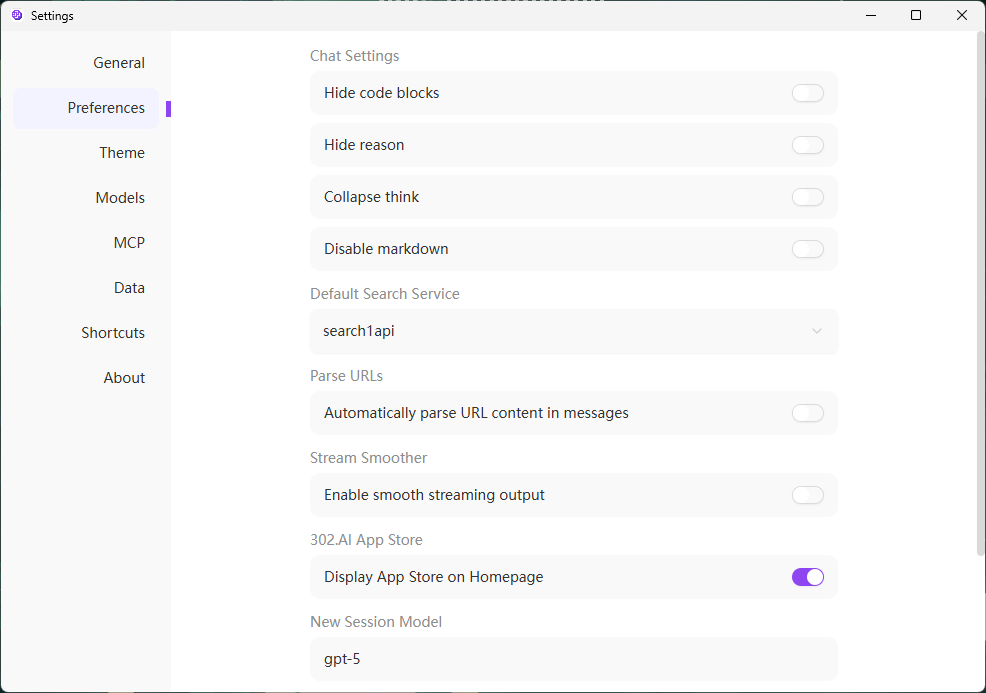 Settings
General
Preferences
Theme
Models
MCP
Data
Shortcuts
About
Chat Settings
Hide code blocks
Hide reason
Collapse think
Disable markdown
Default Search Service
search1api
Parse URLs
Automatically parse URL content in messages
Stream Smoother
Enable smooth streaming output
302.AI App Store
Display App Store on Homepage
New Session Model
gpt-5